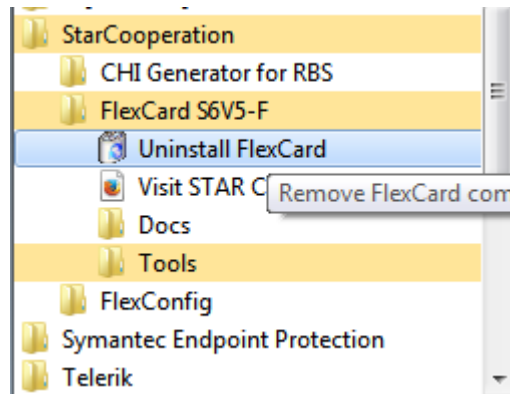 StarCooperation
CHI Generator for RBS
FlexCard S6V5-F
Uninstall FlexCard
Visit STAR C
Remove FlexCard com
Docs
Tools
FlexConfig
Symantec Endpoint Protection
Telerik